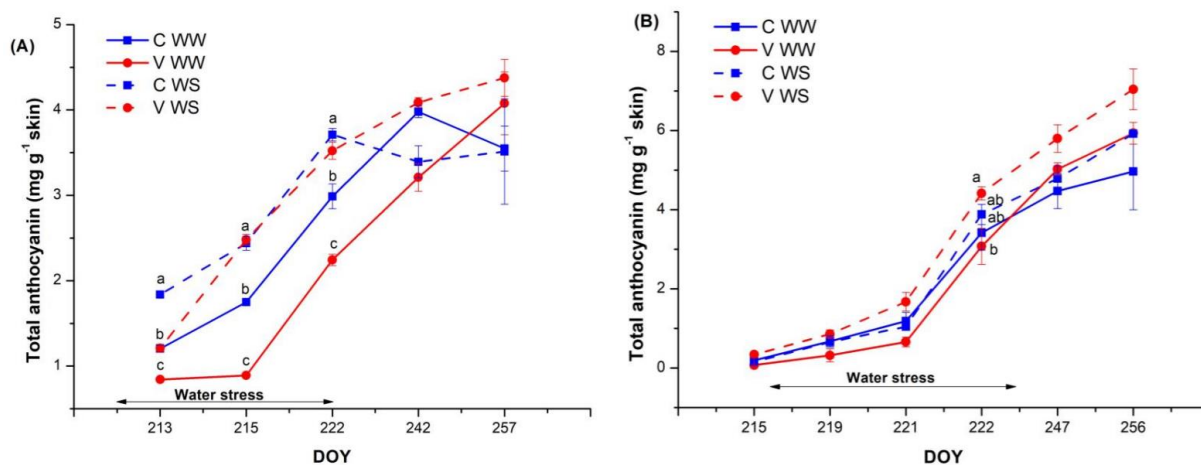 (A)
C WW
V WW
C WS
V WS
Total anthocyanin (mg g⁻¹ skin)
5
4
3
2
1
a
b
c
a
b
c
a
b
c
Water stress
213 215 222 242 257
DOY
(B)
C WW
V WW
C WS
V WS
Total anthocyanin (mg g⁻¹ skin)
8
6
4
2
0
a
ab
ab
b
Water stress
215 219 221 222 247 256
DOY